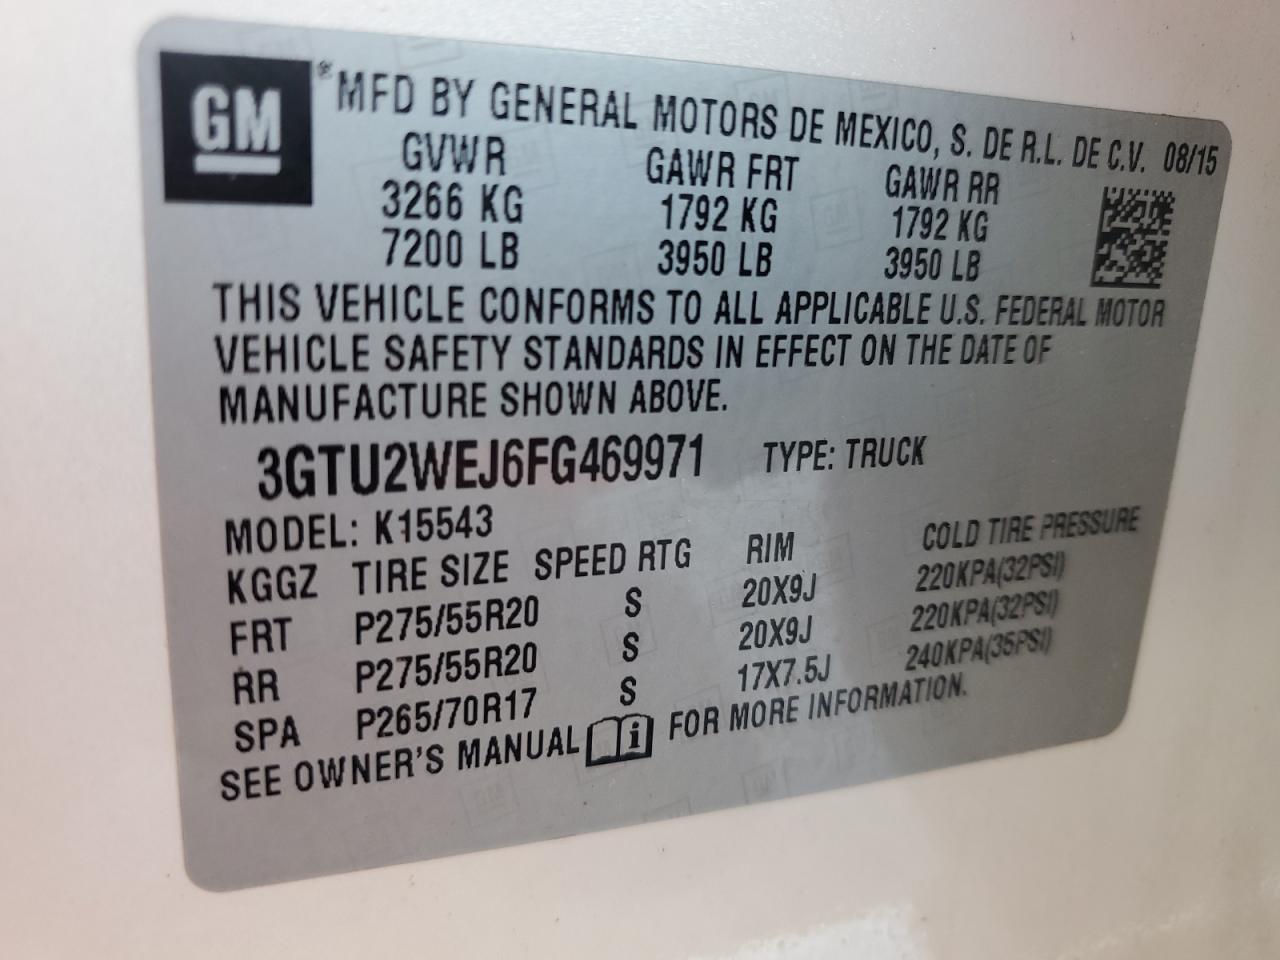 GM ® MFD BY GENERAL MOTORS DE MEXICO, S. DE R.L. DE C.V. 08/15
GVWR GAWR FRT GAWR RR
3266 KG 1792 KG 1792 KG
7200 LB 3950 LB 3950 LB
THIS VEHICLE CONFORMS TO ALL APPLICABLE U.S. FEDERAL MOTOR
VEHICLE SAFETY STANDARDS IN EFFECT ON THE DATE OF
MANUFACTURE SHOWN ABOVE.
3GTU2WEJ6FG469971 TYPE: TRUCK
MODEL: K15543
KGGZ TIRE SIZE SPEED RTG RIM COLD TIRE PRESSURE
FRT P275/55R20 S 20X9J 220KPA(32PSI)
RR P275/55R20 S 20X9J 220KPA(32PSI)
SPA P265/70R17 S 17X7.5J 240KPA(35PSI)
SEE OWNER'S MANUAL i FOR MORE INFORMATION.